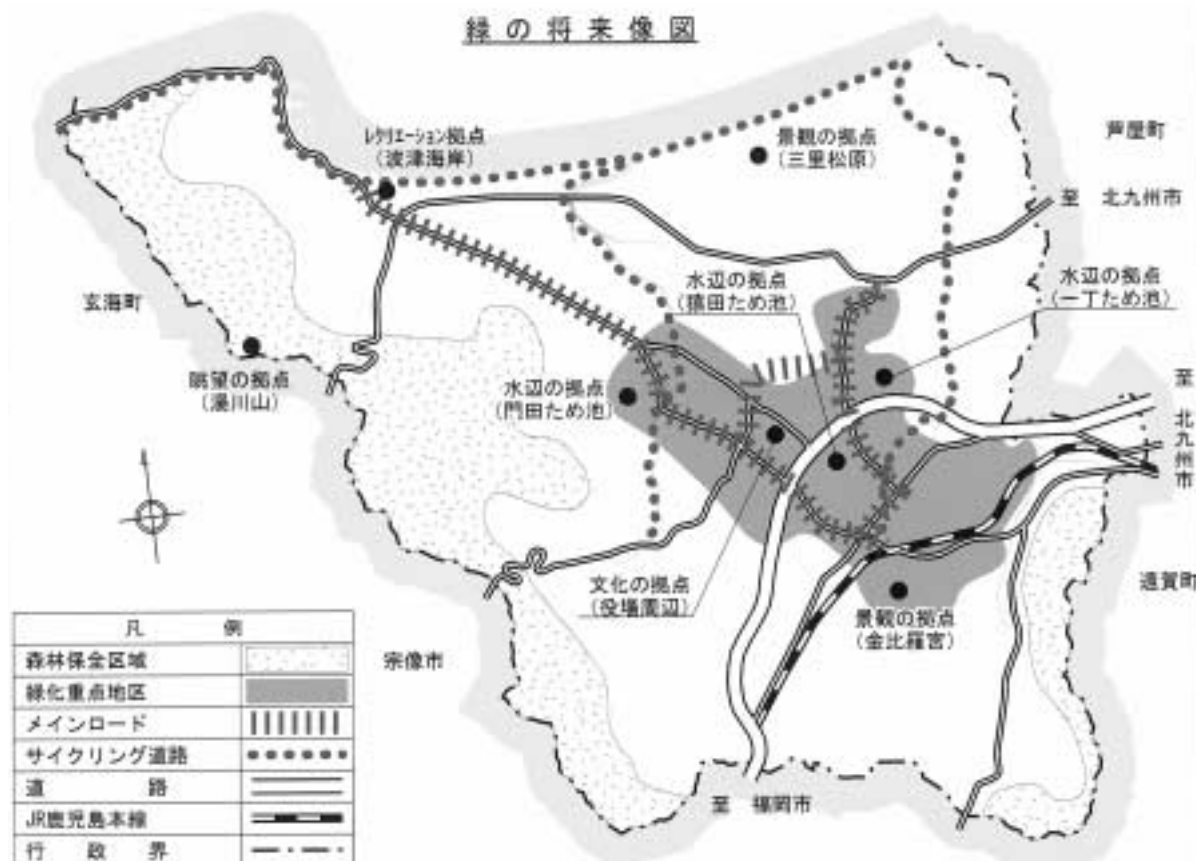 緑の将来像図
レクリエーション拠点
(波津海岸)
景観の拠点
(三里松原)
芦屋町
至 北九州市
水辺の拠点
(猿田ため池)
水辺の拠点
(一丁ため池)
玄海町
眺望の拠点
(湯川山)
水辺の拠点
(門田ため池)
至 北九州市
文化の拠点
(役場周辺)
景観の拠点
(金比羅宮)
遠賀町
宗像市
至 福岡市
凡 例
森林保全区域
緑化重点地区
メインロード
サイクリング道路
道 路
JR鹿児島本線
行 政 界